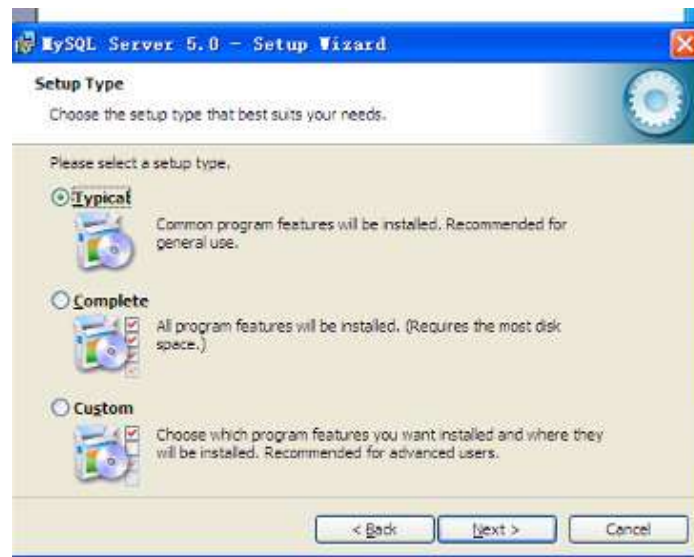 MySQL Server 5.0 - Setup Wizard
Setup Type
Choose the setup type that best suits your needs.
Please select a setup type.
Typical
Common program features will be installed. Recommended for
general use.
Complete
All program features will be installed. (Requires the most disk
space.)
Custom
Choose which program features you want installed and where they
will be installed. Recommended for advanced users.
< Back
Next >
Cancel